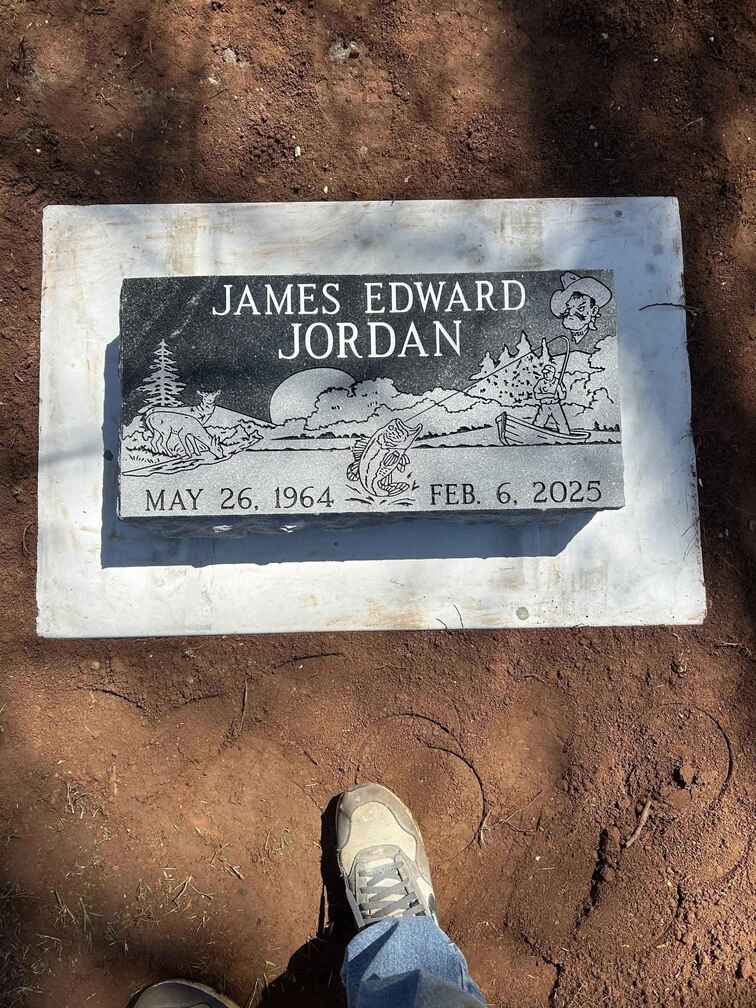 JAMES EDWARD
JORDAN
MAY 26, 1964 FEB. 6, 2025